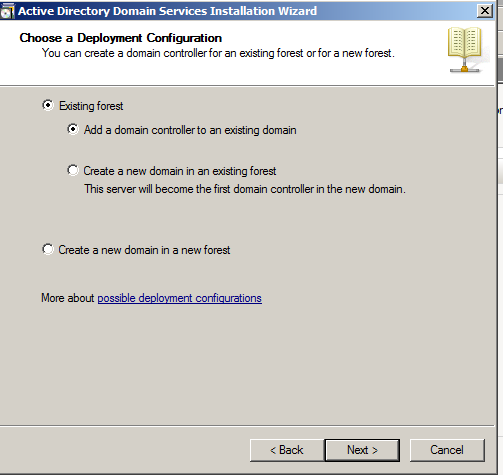 Active Directory Domain Services Installation Wizard
Choose a Deployment Configuration
You can create a domain controller for an existing forest or for a new forest.
Existing forest
Add a domain controller to an existing domain
Create a new domain in an existing forest
This server will become the first domain controller in the new domain.
Create a new domain in a new forest
More about possible deployment configurations
< Back
Next >
Cancel